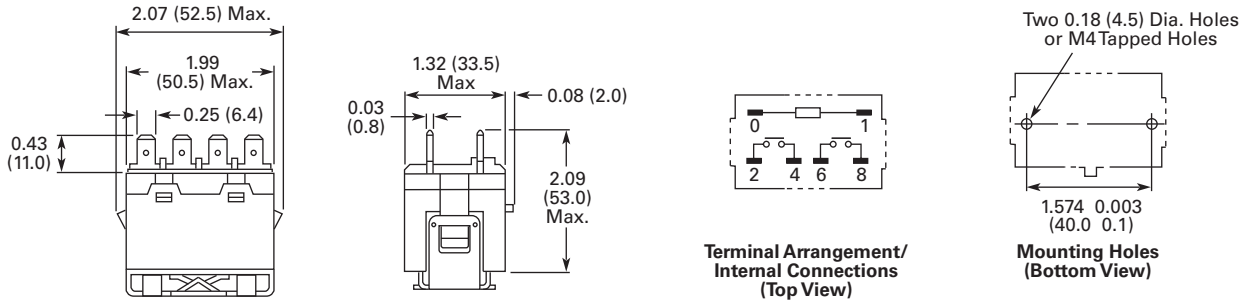 2.07 (52.5) Max.
1.99
(50.5) Max.
0.25 (6.4)
0.43
(11.0)
1.32 (33.5)
Max
0.03
(0.8)
0.08 (2.0)
2.09
(53.0)
Max.
0 1
2 4 6 8
Terminal Arrangement/
Internal Connections
(Top View)
Two 0.18 (4.5) Dia. Holes
or M4 Tapped Holes
1.574 0.003
(40.0 0.1)
Mounting Holes
(Bottom View)